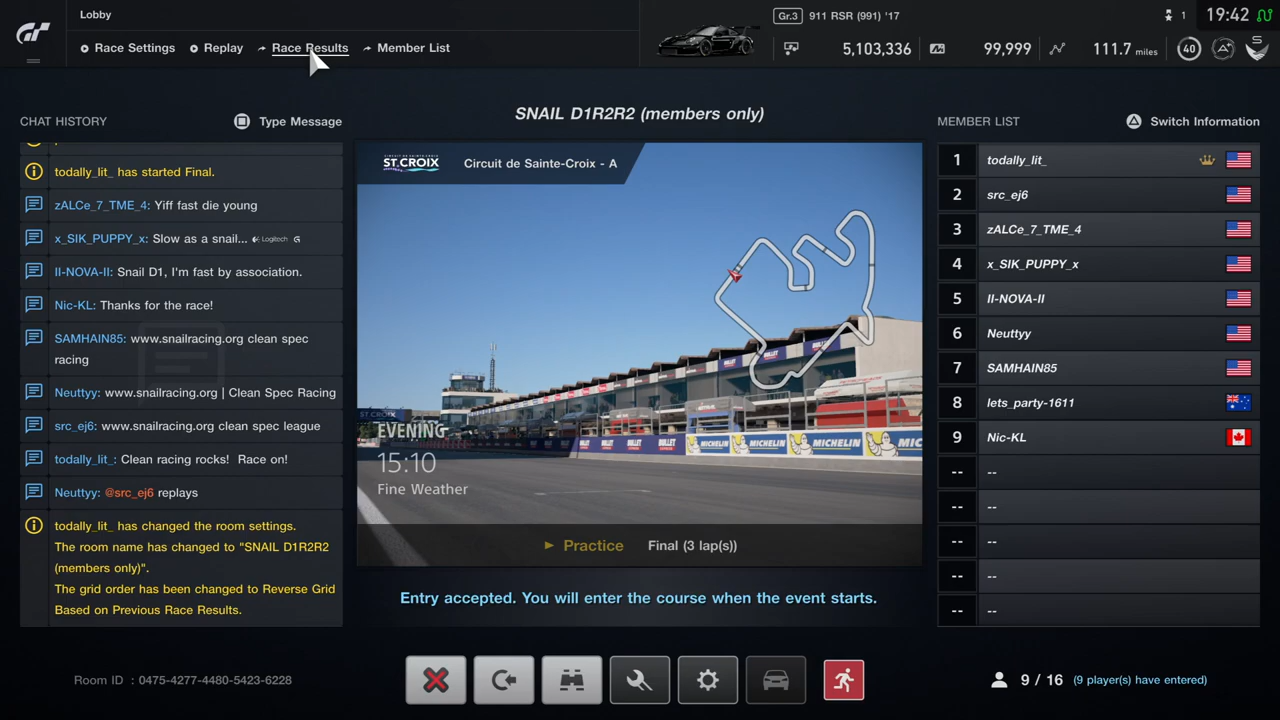 Lobby
Race Settings
Replay
Race Results
Member List
Gr.3
911 RSR (991) '17
1
19:42
5,103,336
99,999
111.7 miles
40
A+
S
SNAIL D1R2R2 (members only)
CHAT HISTORY
Type Message
todally_lit_ has started Final.
zALCe_7_TME_4: Yiff fast die young
x_SIK_PUPPY_x: Slow as a snail... Logitech G
II-NOVA-II: Snail D1, I'm fast by association.
Nic-KL: Thanks for the race!
SAMHAIN85: www.snailracing.org clean spec
racing
Neuttyy: www.snailracing.org | Clean Spec Racing
src_ej6: www.snailracing.org clean spec league
todally_lit_: Clean racing rocks! Race on!
Neuttyy: @src_ej6 replays
todally_lit_ has changed the room settings.
The room name has changed to "SNAIL D1R2R2
(members only)".
The grid order has been changed to Reverse Grid
Based on Previous Race Results.
ST.CROIX
Circuit de Sainte-Croix - A
ST CROIX
BULLET
MICHELIN
MICHELIN
EVENING
15:10
Fine Weather
Practice
Final (3 lap(s))
Entry accepted. You will enter the course when the event starts.
MEMBER LIST
Switch Information
1 todally_lit_
2 src_ej6
3 zALCe_7_TME_4
4 x_SIK_PUPPY_x
5 II-NOVA-II
6 Neuttyy
7 SAMHAIN85
8 lets_party-1611
9 Nic-KL
-- --
-- --
-- --
-- --
-- --
Room ID : 0475-4277-4480-5423-6228
9 / 16
(9 player(s) have entered)